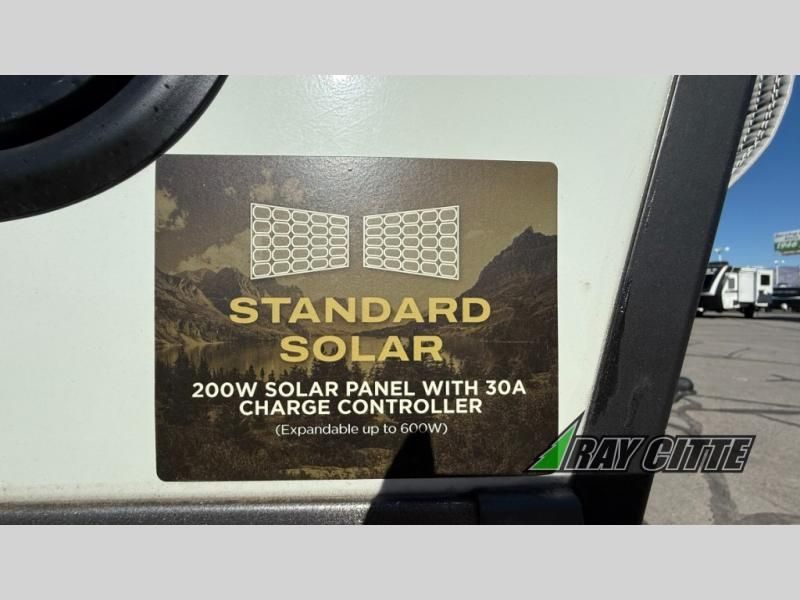 STANDARD
SOLAR
200W SOLAR PANEL WITH 30A
CHARGE CONTROLLER
(Expandable up to 600W)
RAY CITTE